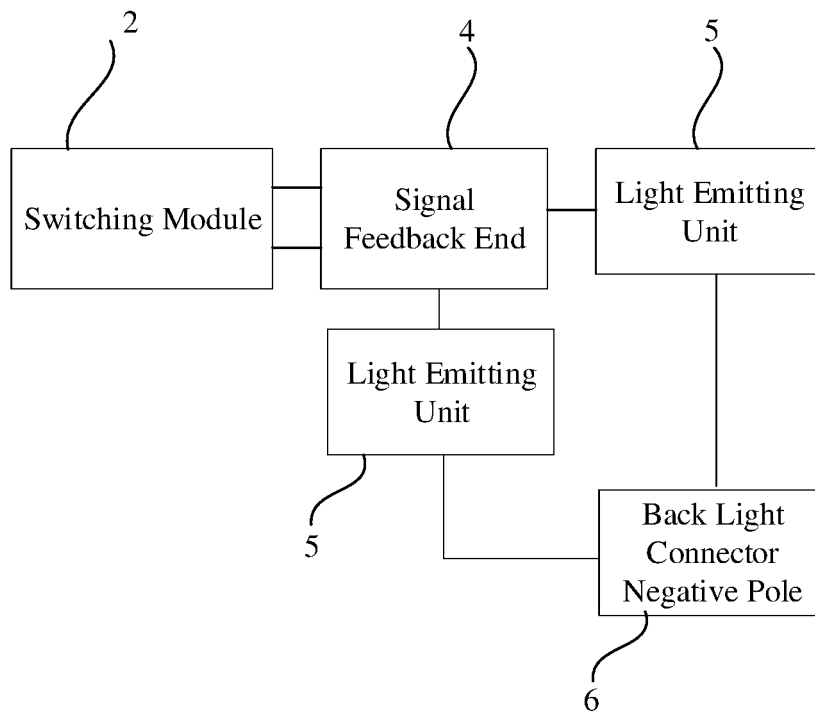 2
4
5
Switching Module
Signal
Feedback End
Light Emitting
Unit
Light Emitting
Unit
5
Back Light
Connector
Negative Pole
6